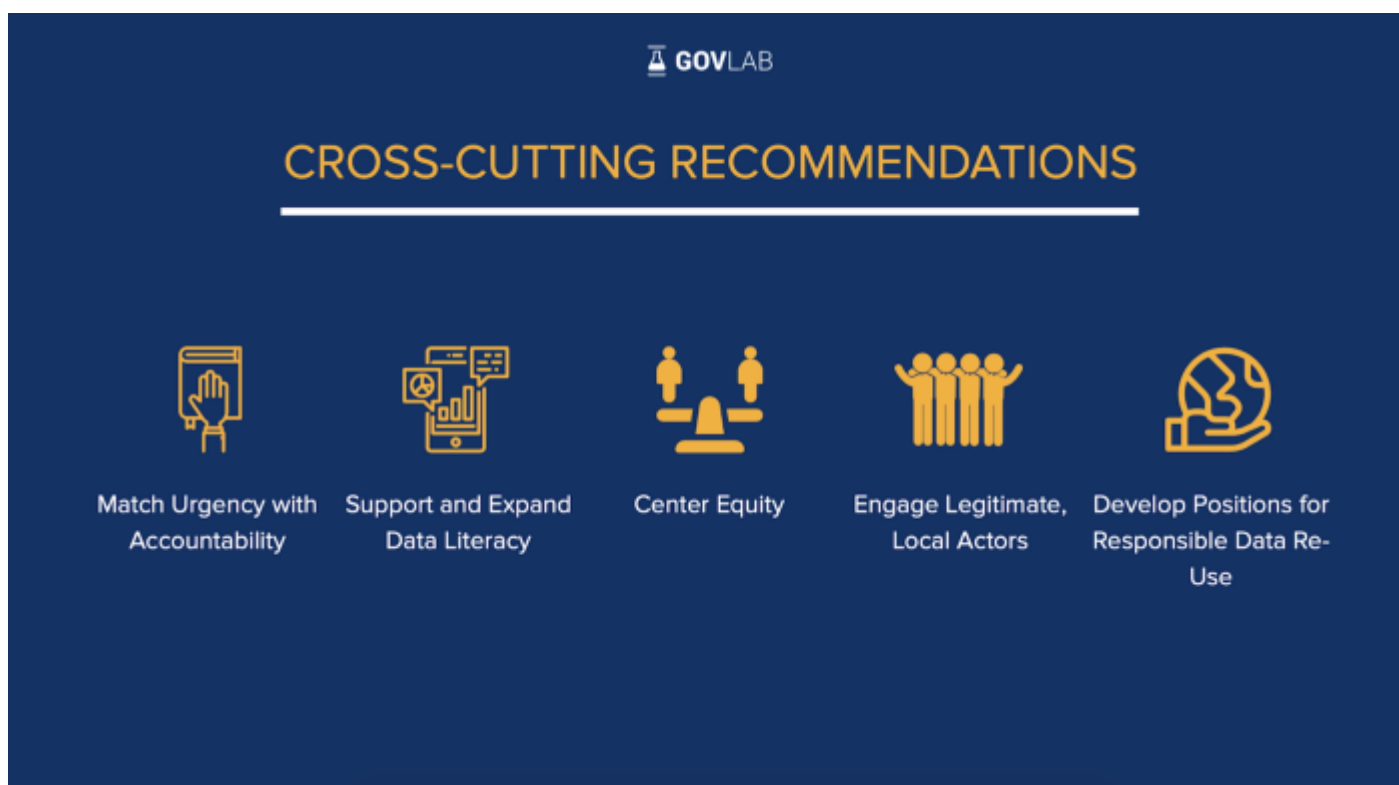 GOVLAB
CROSS-CUTTING RECOMMENDATIONS
Match Urgency with
Accountability
Support and Expand
Data Literacy
Center Equity
Engage Legitimate,
Local Actors
Develop Positions for
Responsible Data Re-
Use